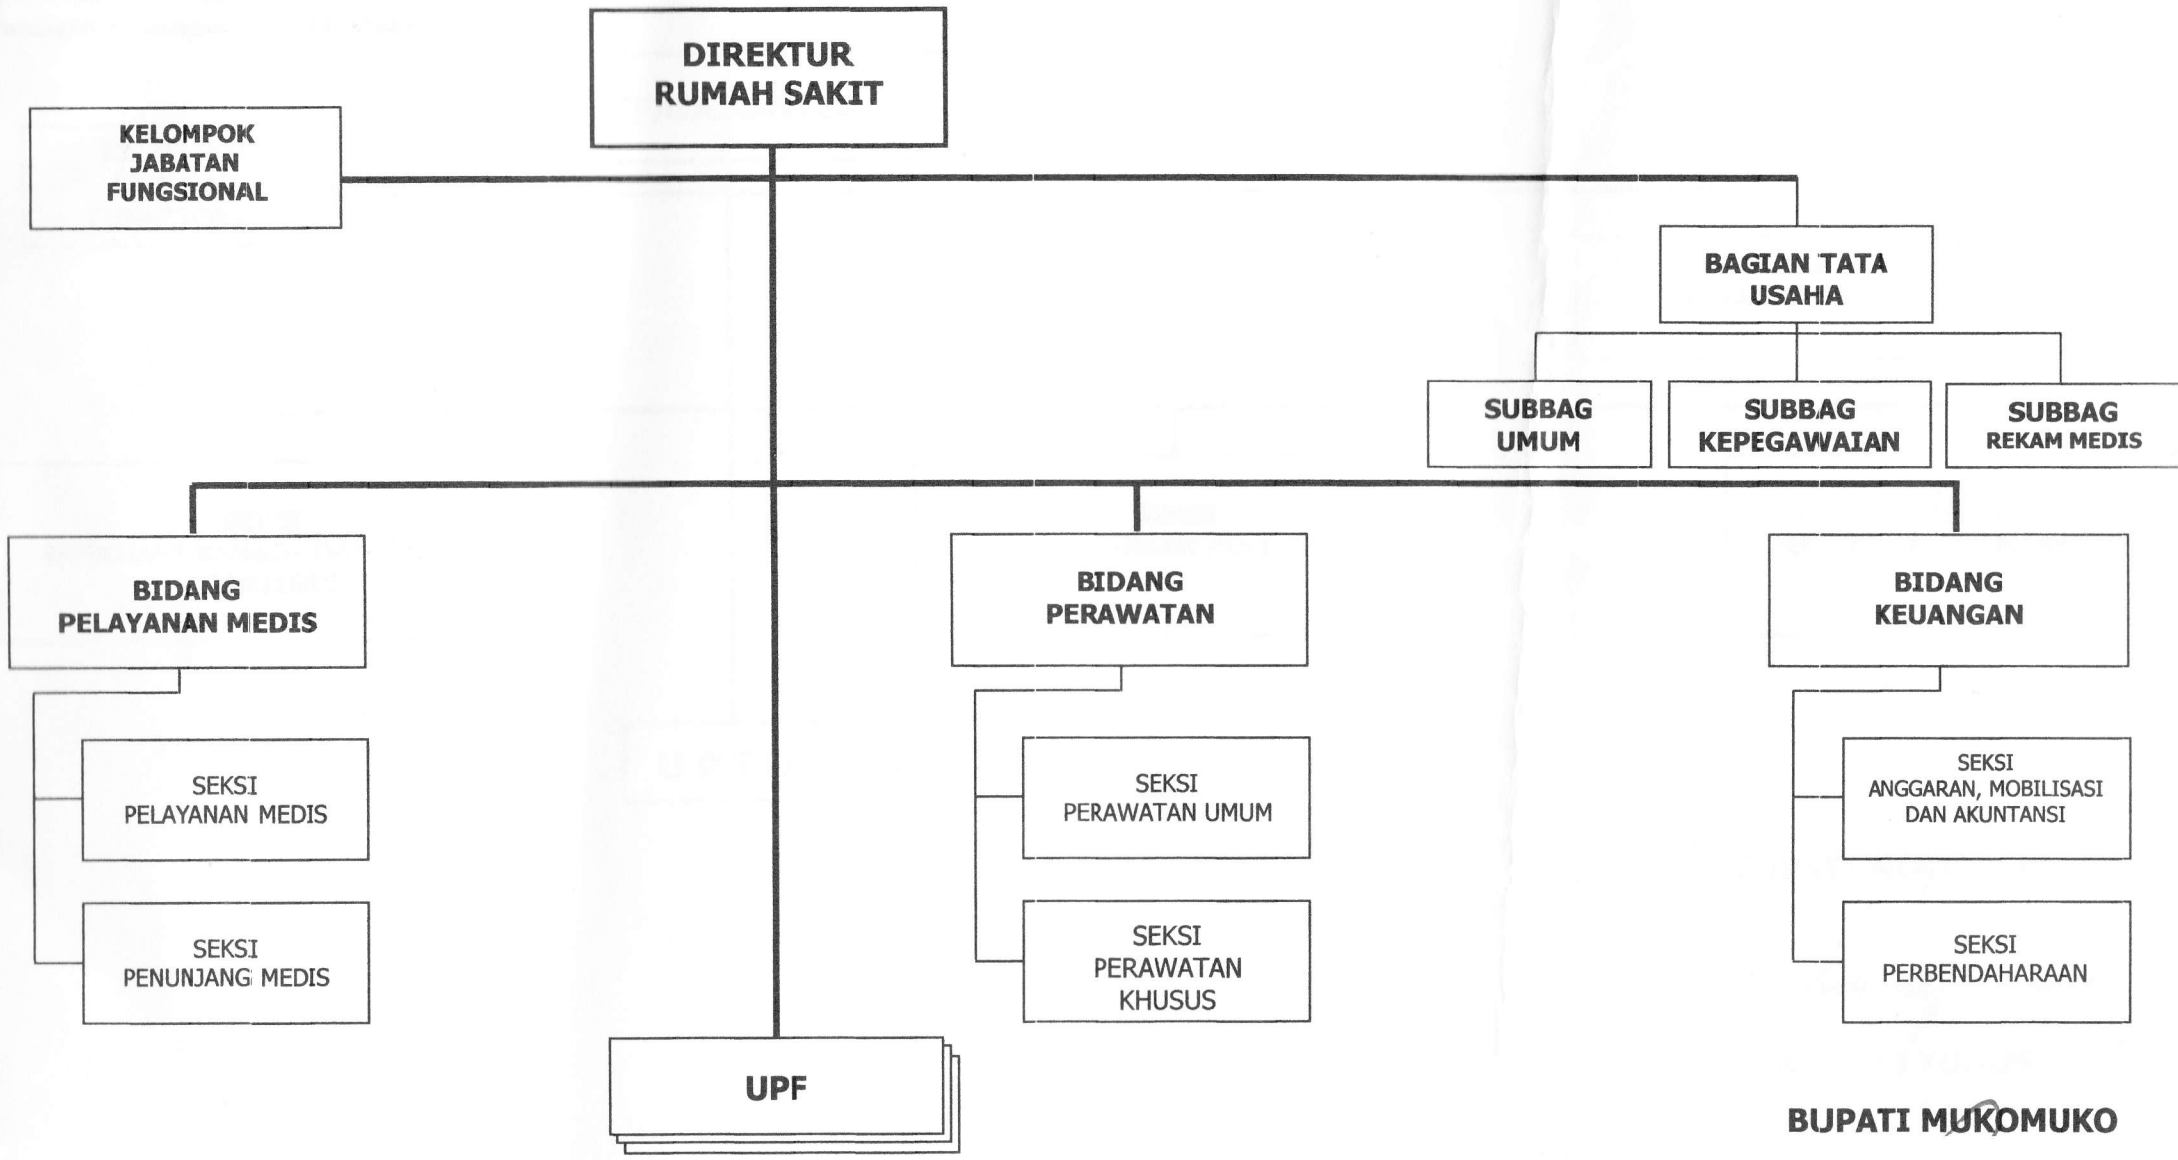 DIREKTUR
RUMAH SAKIT
KELOMPOK
JABATAN
FUNGSIONAL
BAGIAN TATA
USAHA
SUBBAG
UMUM
SUBBAG
KEPEGAWAIAN
SUBBAG
REKAM MEDIS
BIDANG
PELAYANAN MEDIS
BIDANG
PERAWATAN
BIDANG
KEUANGAN
SEKSI
PELAYANAN MEDIS
SEKSI
PERAWATAN UMUM
SEKSI
ANGGARAN, MOBILISASI
DAN AKUNTANSI
SEKSI
PENUNJANG MEDIS
SEKSI
PERAWATAN
KHUSUS
SEKSI
PERBENDAHARAAN
UPF
BUPATI MUKOMUKO